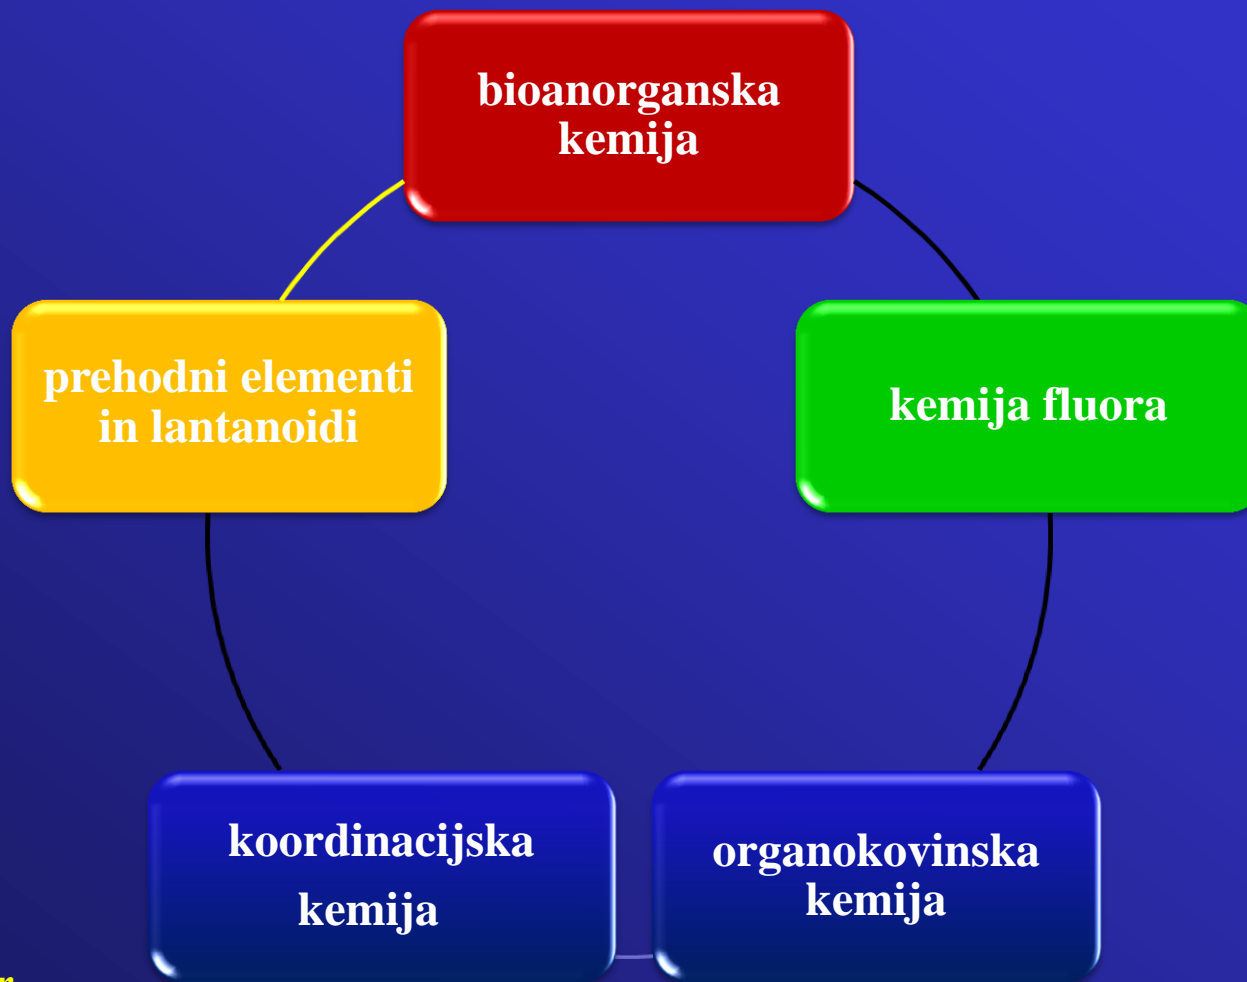 bioanorganska
kemija
prehodni elementi
in lantanoidi
kemija fluora
koordinacijska
kemija
organokovinska
kemija